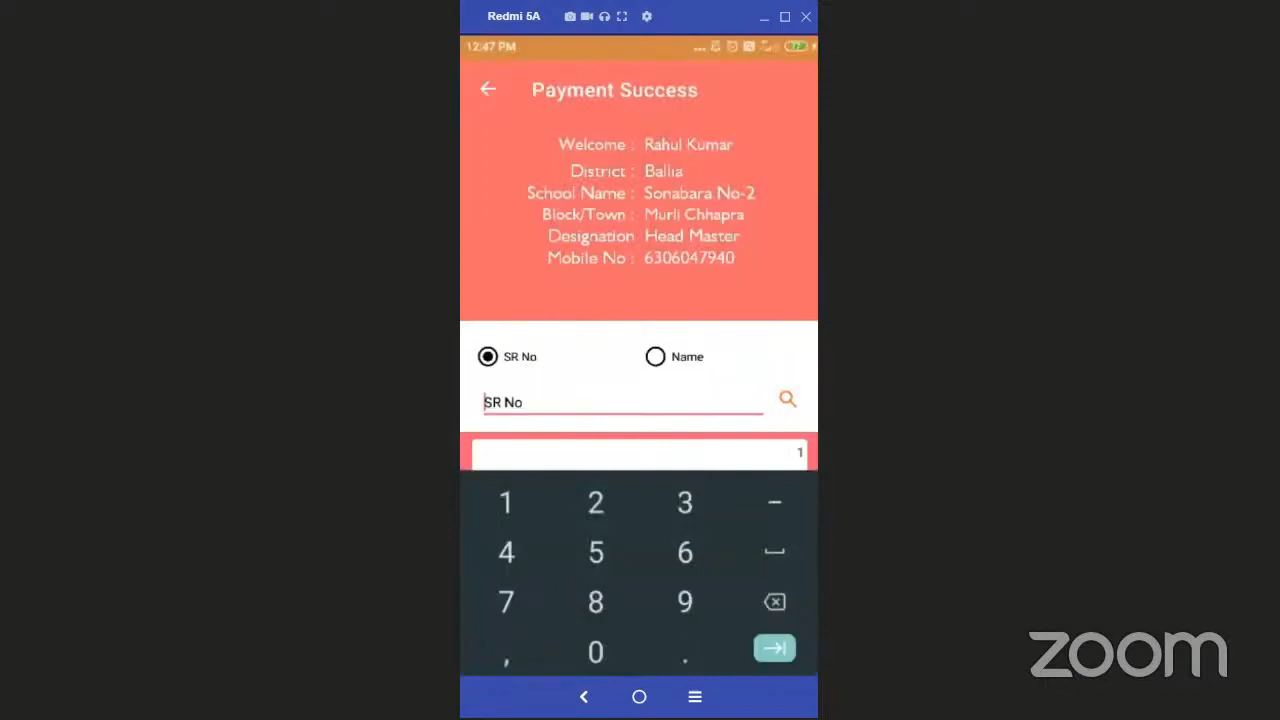 Redmi 5A
12:47 PM
Payment Success
Welcome : Rahul Kumar
District : Ballia
School Name : Sonabara No-2
Block/Town : Murli Chhapra
Designation Head Master
Mobile No : 6306047940
SR No
Name
SR No
1
1 2 3 –
4 5 6
7 8 9
, 0 .
zoom